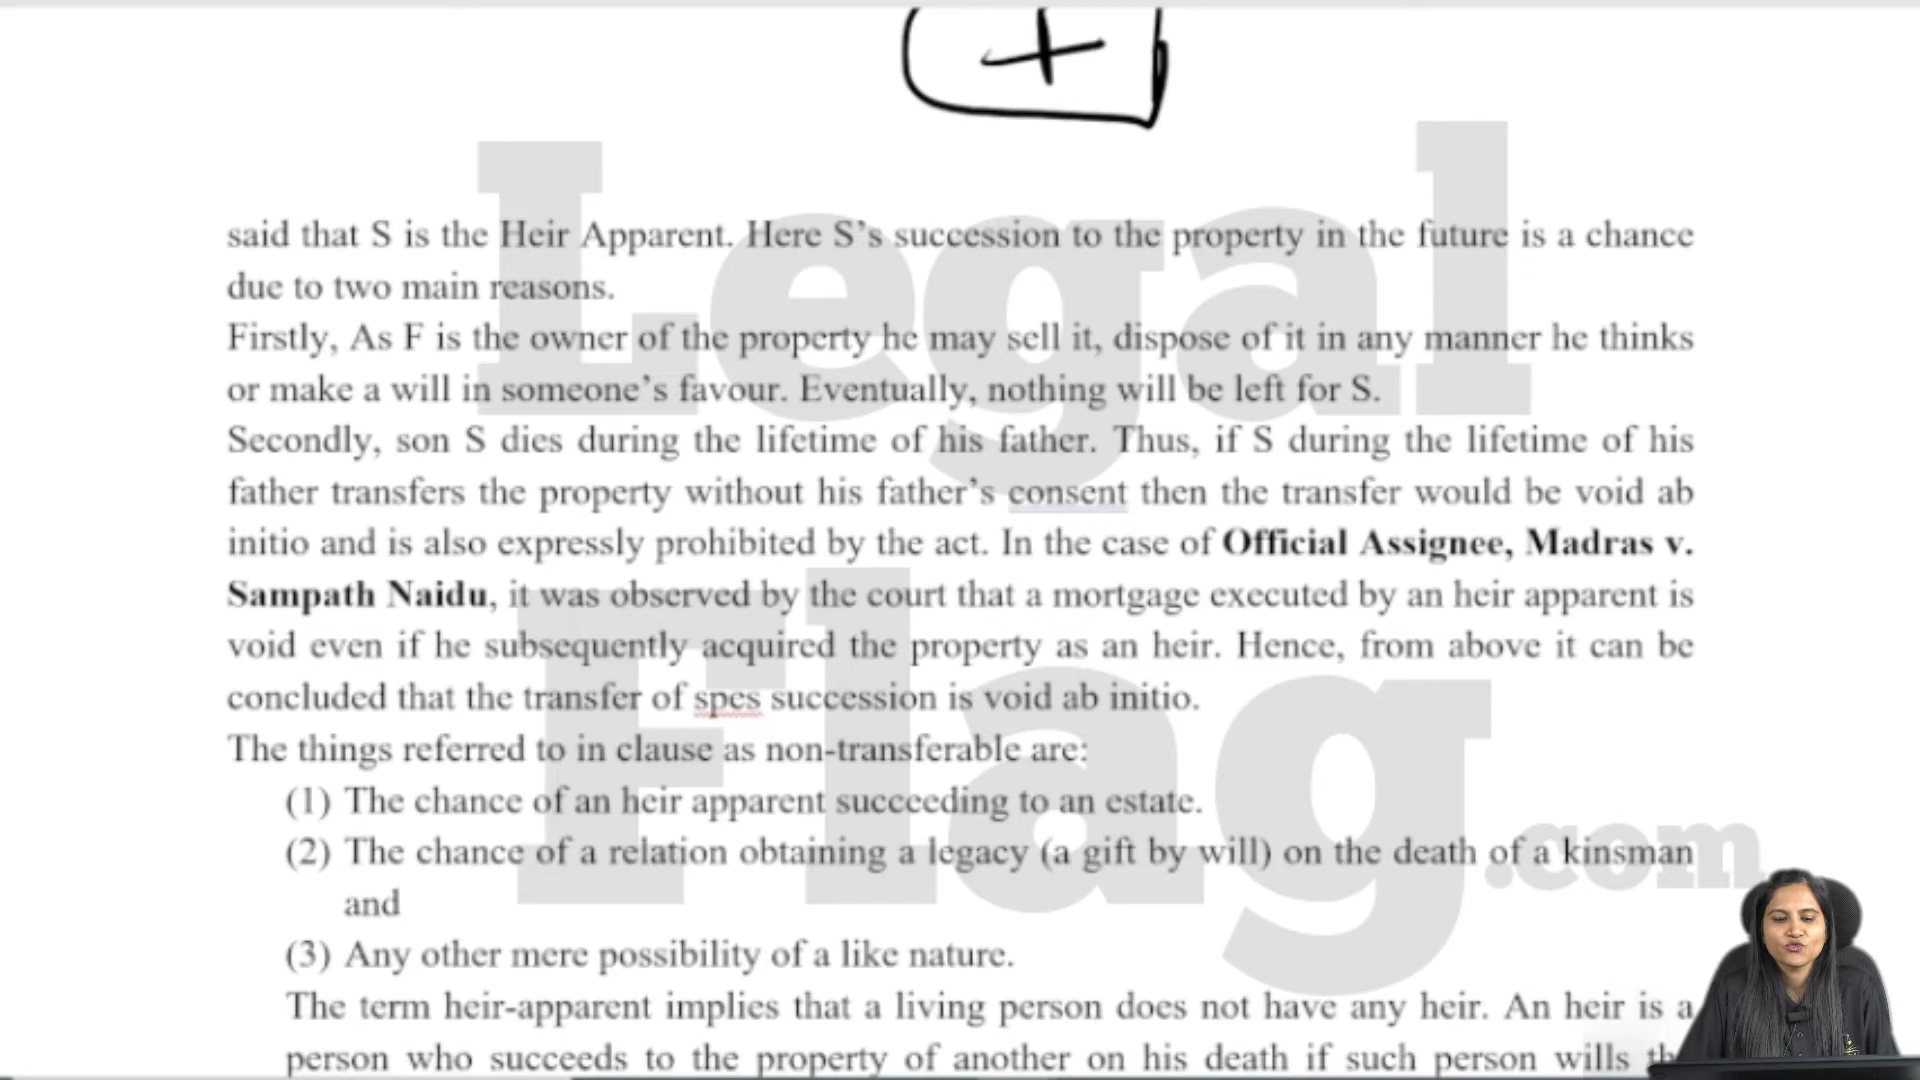 said that S is the Heir Apparent. Here S's succession to the property in the future is a chance
due to two main reasons.
Firstly, As F is the owner of the property he may sell it, dispose of it in any manner he thinks
or make a will in someone's favour. Eventually, nothing will be left for S.
Secondly, son S dies during the lifetime of his father. Thus, if S during the lifetime of his
father transfers the property without his father's consent then the transfer would be void ab
initio and is also expressly prohibited by the act. In the case of Official Assignee, Madras v.
Sampath Naidu, it was observed by the court that a mortgage executed by an heir apparent is
void even if he subsequently acquired the property as an heir. Hence, from above it can be
concluded that the transfer of spes succession is void ab initio.
The things referred to in clause as non-transferable are:
(1) The chance of an heir apparent succeeding to an estate.
(2) The chance of a relation obtaining a legacy (a gift by will) on the death of a kinsman
and
(3) Any other mere possibility of a like nature.
The term heir-apparent implies that a living person does not have any heir. An heir is a
person who succeeds to the property of another on his death if such person wills
Legal
Flag.com